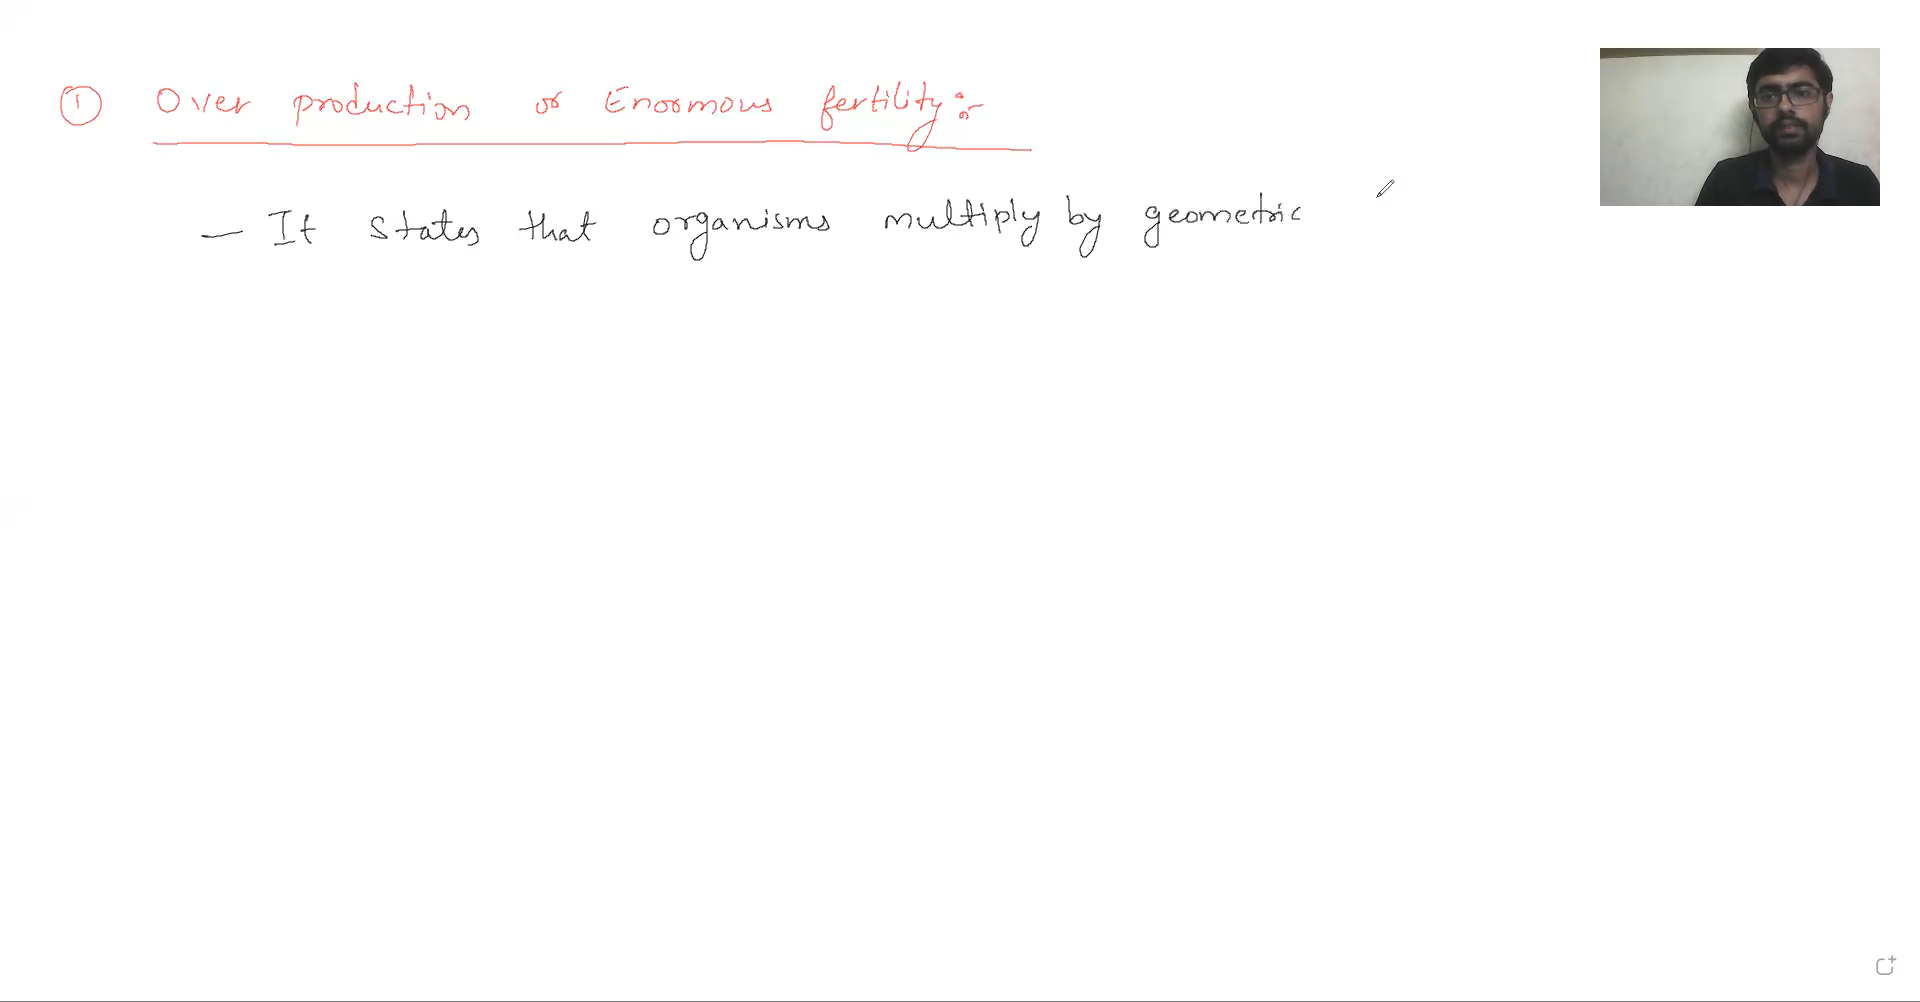 ① Over production or Enormous fertility :-
— It states that organisms multiply by geometric